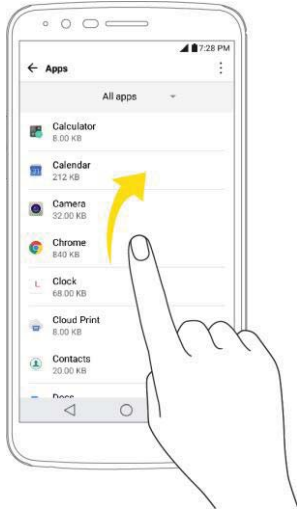 7:28 PM
Apps
All apps
Calculator
8.00 KB
Calendar
212 KB
Camera
32.00 KB
Chrome
840 KB
Clock
68.00 KB
Cloud Print
8.00 KB
Contacts
20.00 KB
Docs